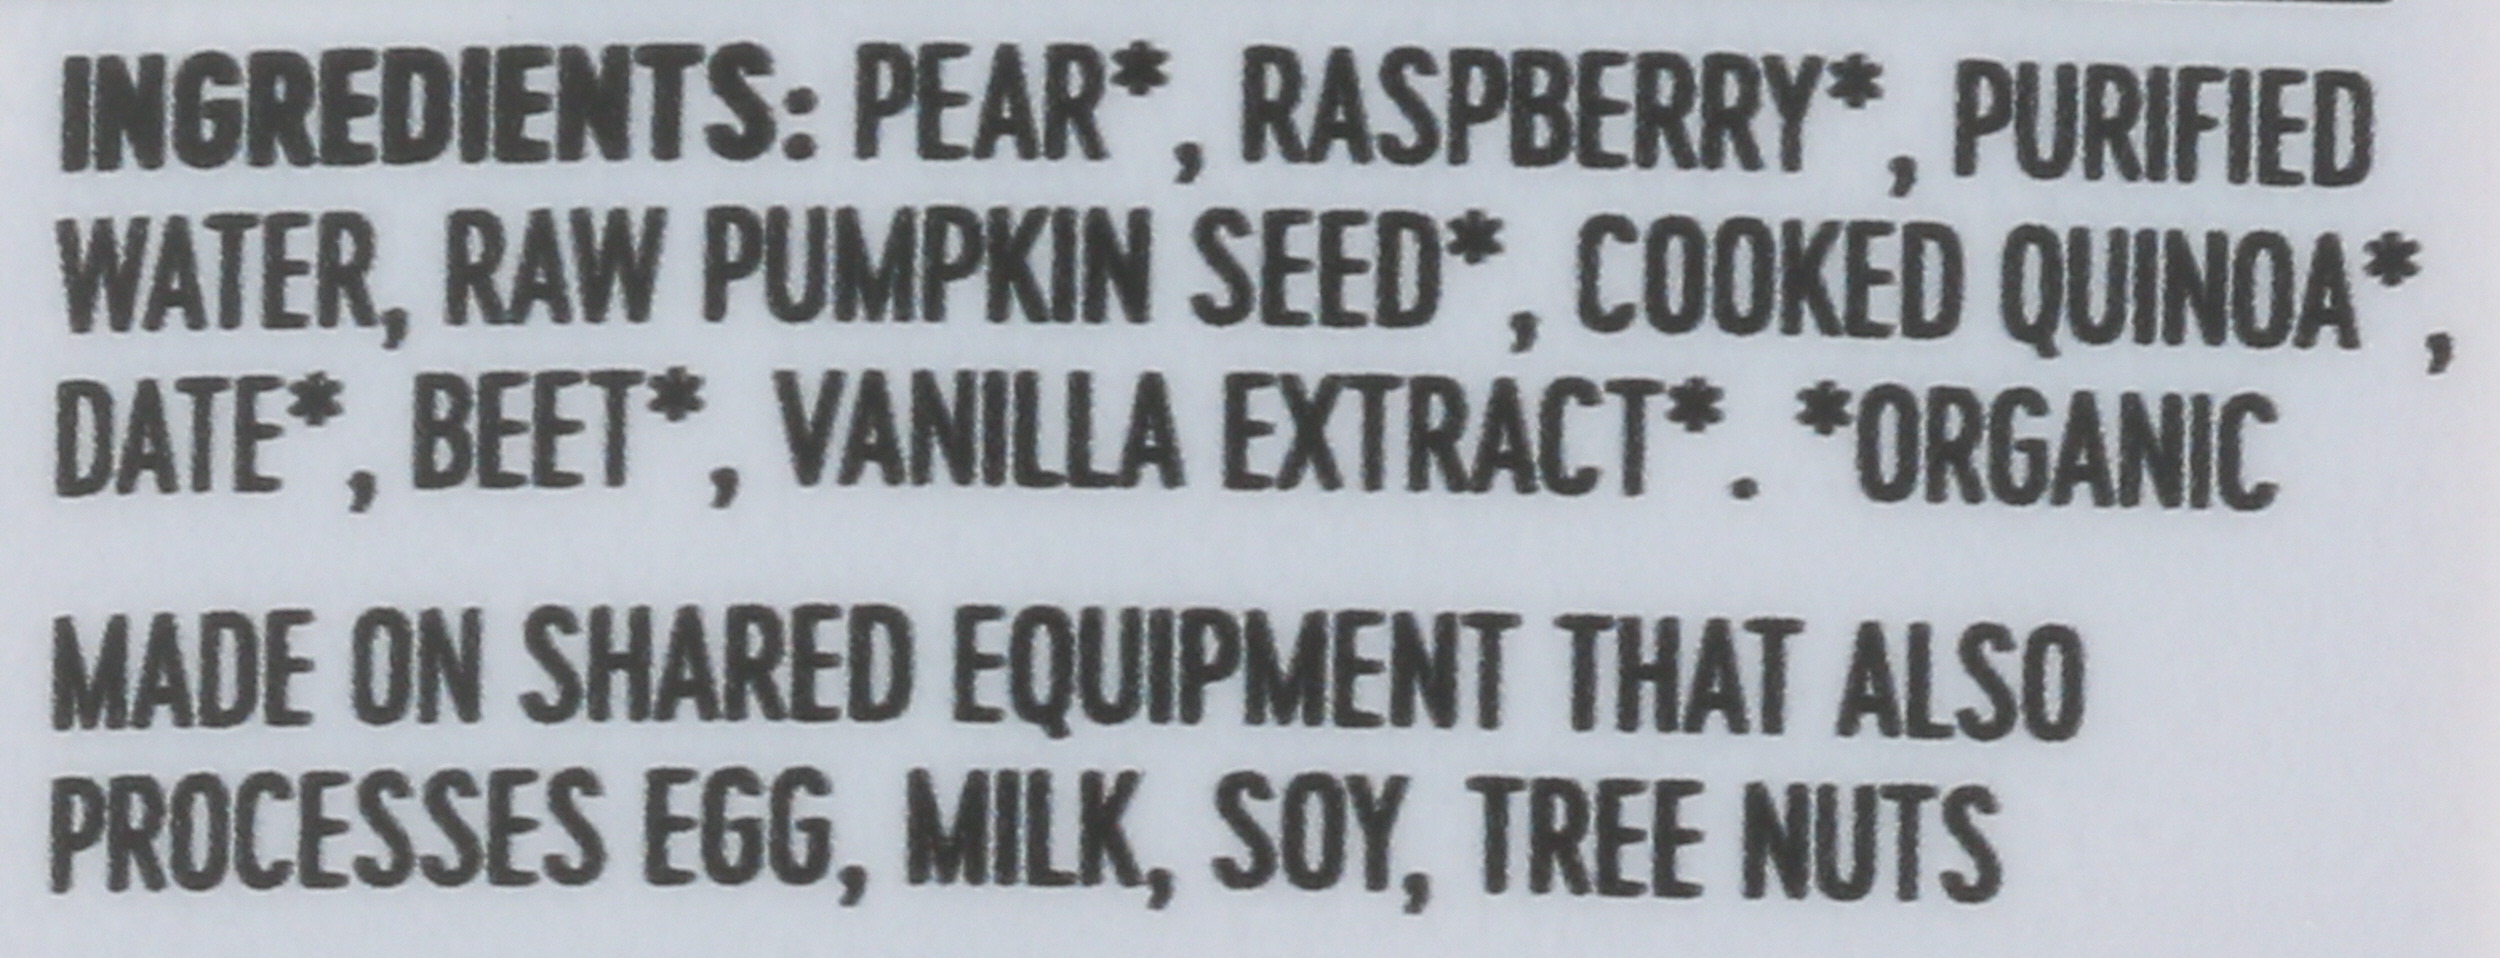 INGREDIENTS: PEAR*, RASPBERRY*, PURIFIED
WATER, RAW PUMPKIN SEED*, COOKED QUINOA*,
DATE*, BEET*, VANILLA EXTRACT*. *ORGANIC
MADE ON SHARED EQUIPMENT THAT ALSO
PROCESSES EGG, MILK, SOY, TREE NUTS